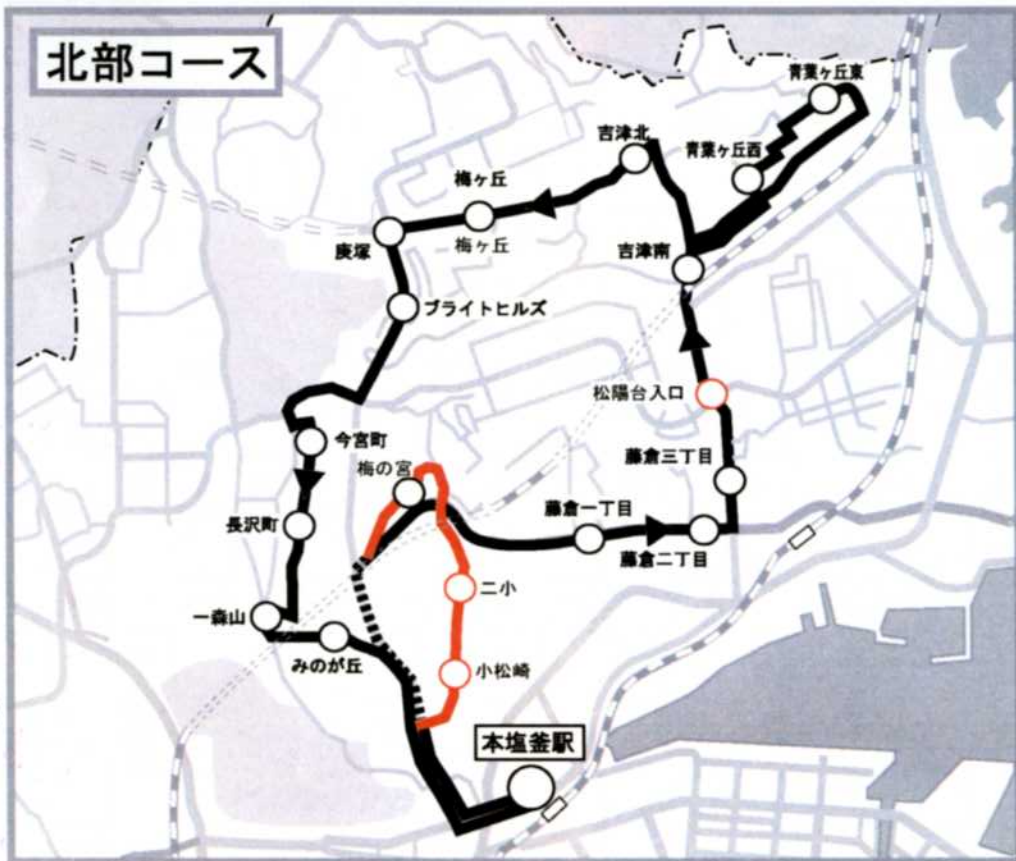 北部コース
青葉ヶ丘東
吉津北
青葉ヶ丘西
梅ヶ丘
梅ヶ丘
庚塚
吉津南
ブライトヒルズ
松陽台入口
今宮町
梅の宮
藤倉三丁目
長沢町
藤倉一丁目
藤倉二丁目
二小
一森山
みのが丘
小松崎
本塩釜駅